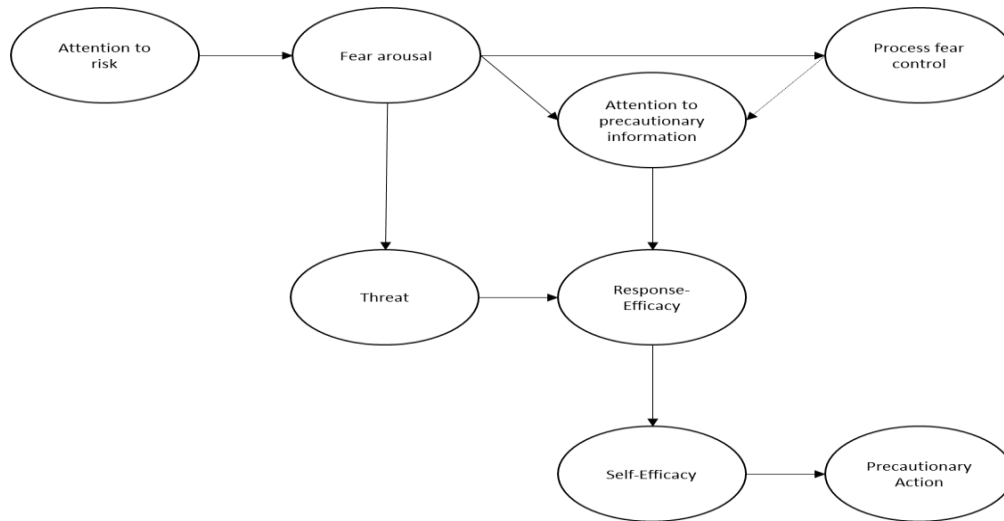 Attention to
risk
Fear arousal
Process fear
control
Attention to
precautionary
information
Threat
Response-
Efficacy
Self-Efficacy
Precautionary
Action